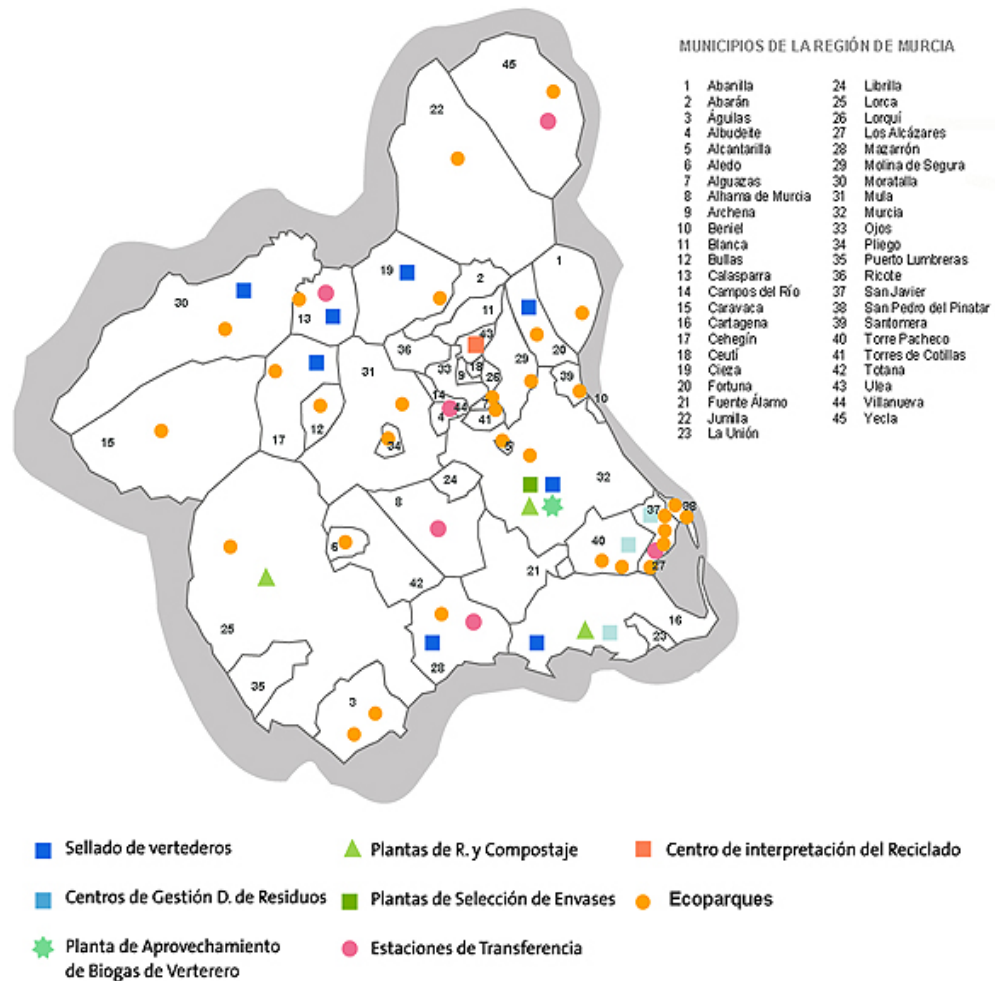 MUNICIPIOS DE LA REGIÓN DE MURCIA
1 Abanilla
2 Abarán
3 Águilas
4 Albudeite
5 Alcantarilla
6 Aledo
7 Alguazas
8 Alhama de Murcia
9 Archena
10 Beniel
11 Blanca
12 Bullas
13 Calasparra
14 Campos del Río
15 Caravaca
16 Cartagena
17 Cehegín
18 Ceutí
19 Cieza
20 Fortuna
21 Fuente Álamo
22 Jumilla
23 La Unión
24 Librilla
25 Lorca
26 Lorquí
27 Los Alcázares
28 Mazarrón
29 Molina de Segura
30 Moratalla
31 Mula
32 Murcia
33 Ojos
34 Pliego
35 Puerto Lumbreras
36 Ricote
37 San Javier
38 San Pedro del Pinatar
39 Santomera
40 Torre Pacheco
41 Torres de Cotillas
42 Totana
43 Ulea
44 Villanueva
45 Yecla
45
22
1
19
2
30
11
13
43
36
20
29
31
33
18
9
26
39
14
10
7
44
4
41
12
15
17
34
5
24
32
8
37
38
40
6
27
21
42
16
25
23
28
35
3
Sellado de vertederos
Plantas de R. y Compostaje
Centro de interpretación del Reciclado
Centros de Gestión D. de Residuos
Plantas de Selección de Envases
Ecoparques
Planta de Aprovechamiento
de Biogas de Verterero
Estaciones de Transferencia